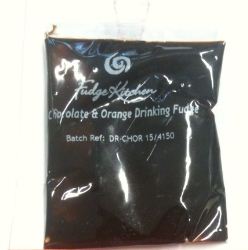 Fudge Kitchen
Chocolate & Orange Drinking Fudge
Batch Ref: DR-CHOR 15/4150